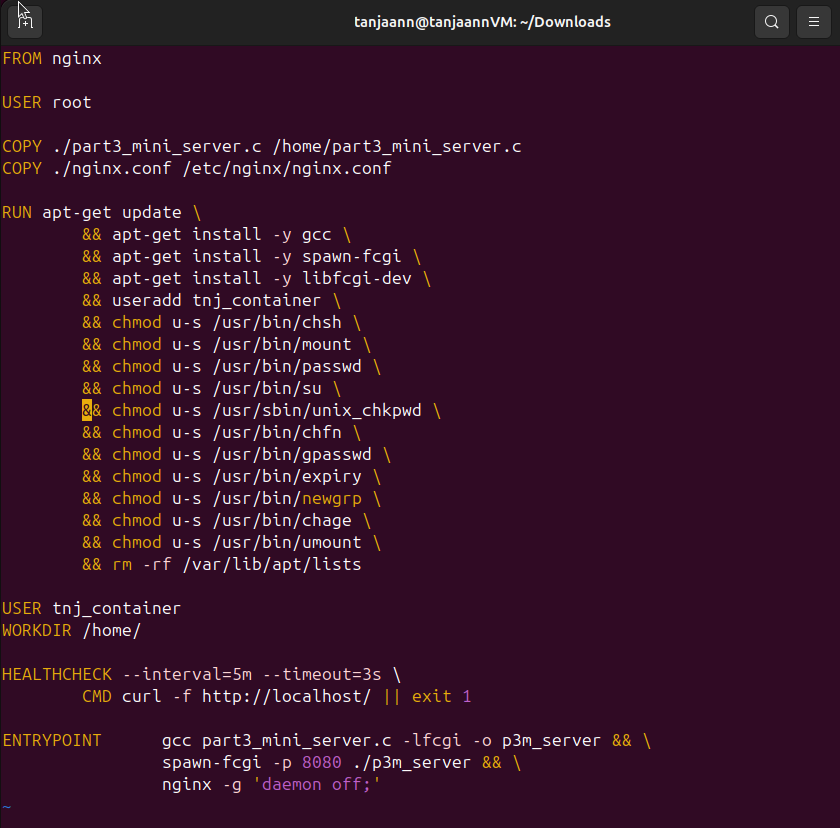 tanjaann@tanjaannVM: ~/Downloads
FROM nginx
USER root
COPY ./part3_mini_server.c /home/part3_mini_server.c
COPY ./nginx.conf /etc/nginx/nginx.conf
RUN apt-get update \
&& apt-get install -y gcc \
&& apt-get install -y spawn-fcgi \
&& apt-get install -y libfcgi-dev \
&& useradd tnj_container \
&& chmod u-s /usr/bin/chsh \
&& chmod u-s /usr/bin/mount \
&& chmod u-s /usr/bin/passwd \
&& chmod u-s /usr/bin/su \
&& chmod u-s /usr/sbin/unix_chkpwd \
&& chmod u-s /usr/bin/chfn \
&& chmod u-s /usr/bin/gpasswd \
&& chmod u-s /usr/bin/expiry \
&& chmod u-s /usr/bin/newgrp \
&& chmod u-s /usr/bin/chage \
&& chmod u-s /usr/bin/umount \
&& rm -rf /var/lib/apt/lists
USER tnj_container
WORKDIR /home/
HEALTHCHECK --interval=5m --timeout=3s \
CMD curl -f http://localhost/ || exit 1
ENTRYPOINT gcc part3_mini_server.c -lfcgi -o p3m_server && \
spawn-fcgi -p 8080 ./p3m_server && \
nginx -g 'daemon off;'
~